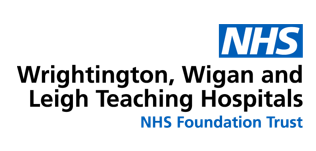 NHS
Wrightington, Wigan and
Leigh Teaching Hospitals
NHS Foundation Trust